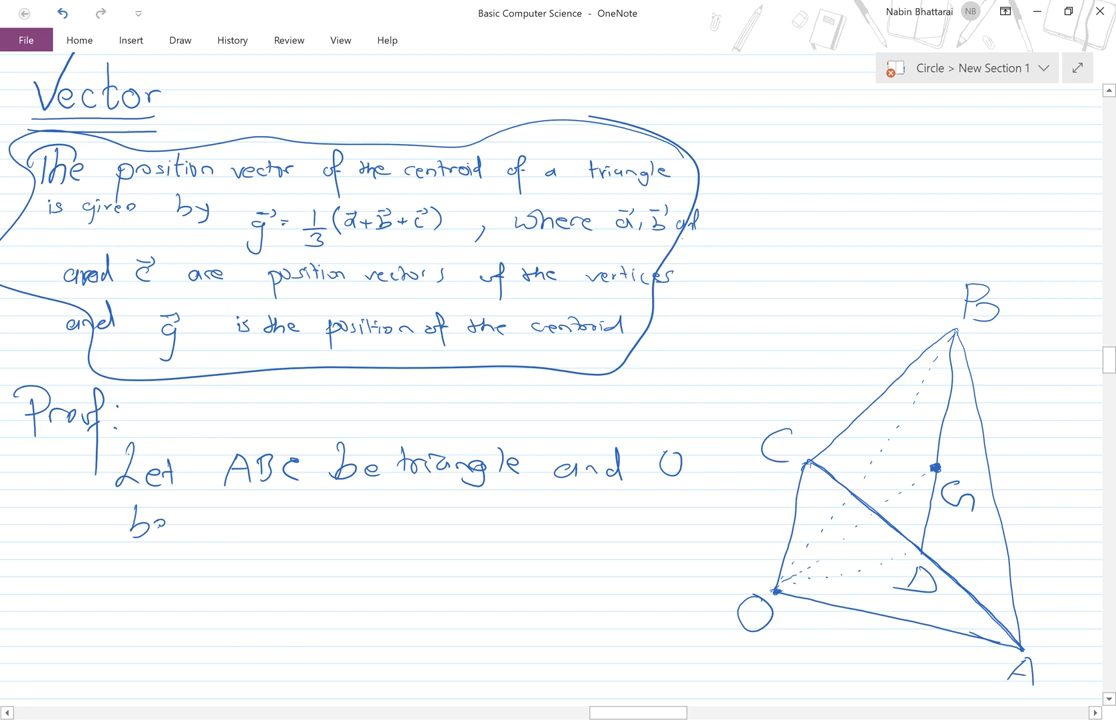 Basic Computer Science - OneNote
Nabin Bhattarai NB
File Home Insert Draw History Review View Help
Circle > New Section 1
Vector
The position vector of the centroid of a triangle
is given by g⃗ = 1/3 (a⃗ + b⃗ + c⃗) , where a⃗, b⃗
and c⃗ are position vectors of the vertices
and g⃗ is the position of the centroid
Proof:
Let ABC be triangle and O
be
B
C
G
D
O
A